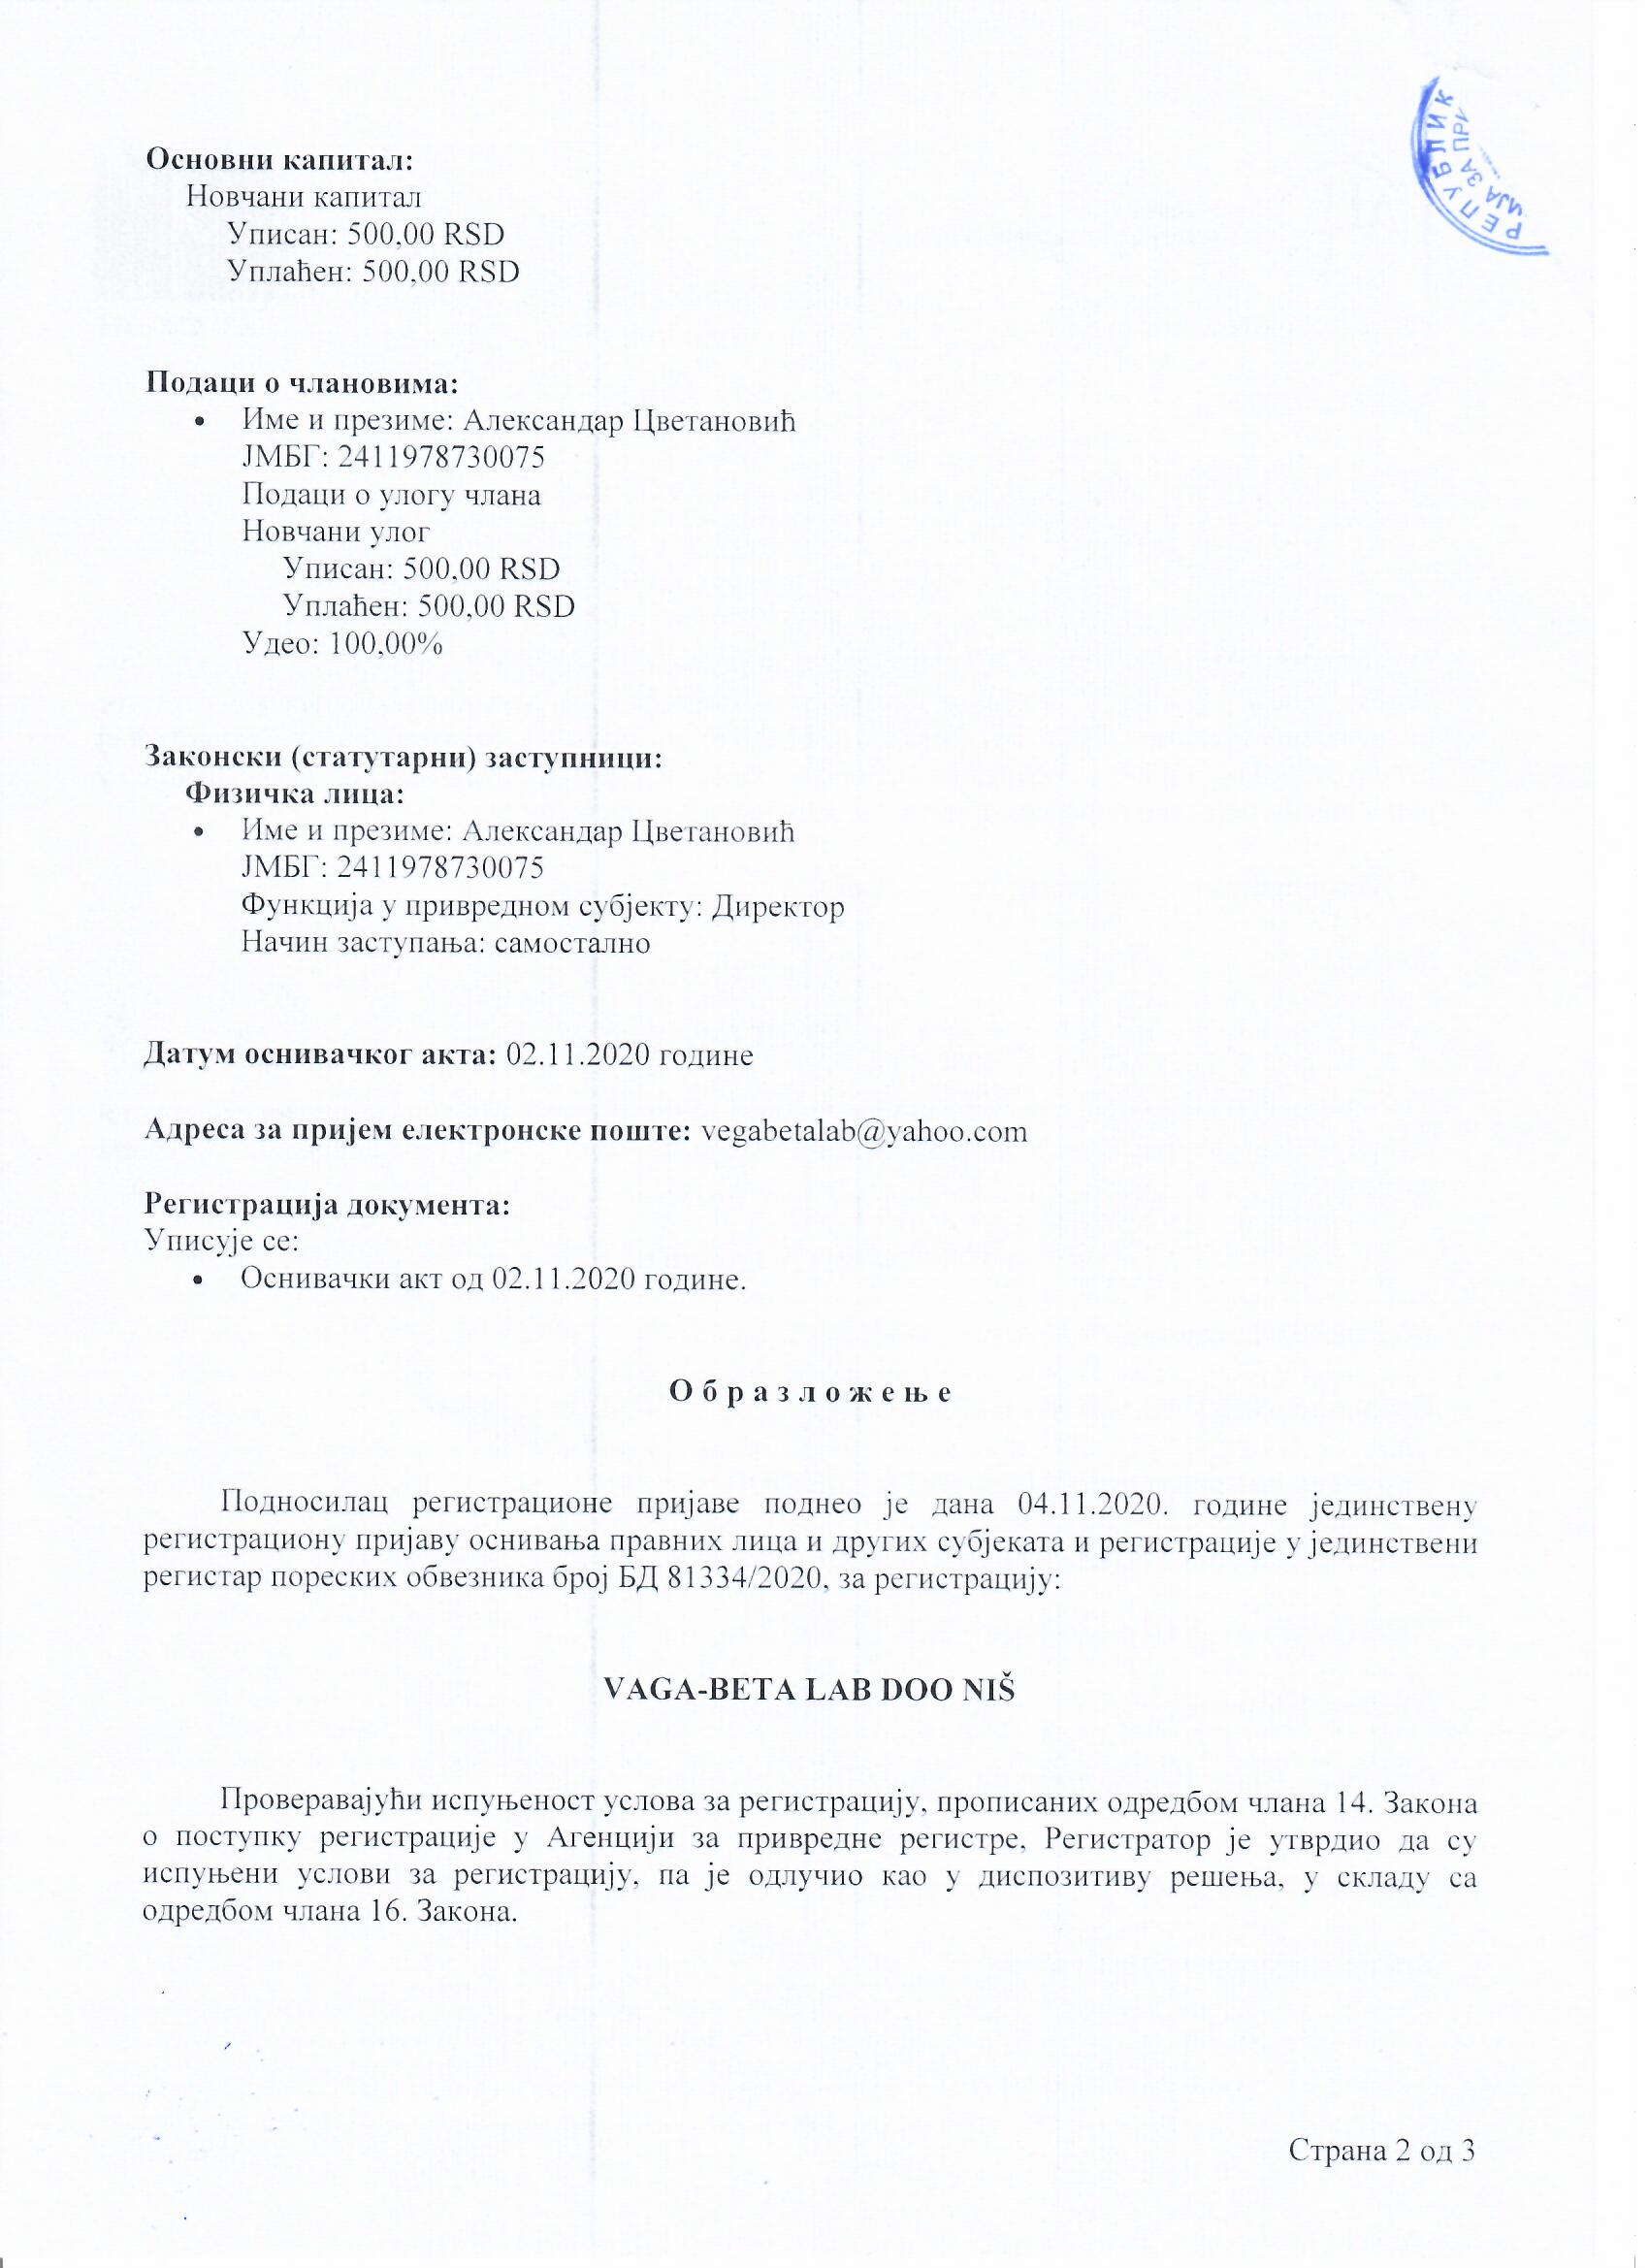 РЕПУБЛИК
ИЈА ЗА ПРИ
Основни капитал:
Новчани капитал
Уписан: 500,00 RSD
Уплаћен: 500,00 RSD
Подаци о члановима:
• Име и презиме: Александар Цветановић
ЈМБГ: 2411978730075
Подаци о улогу члана
Новчани улог
Уписан: 500,00 RSD
Уплаћен: 500,00 RSD
Удео: 100,00%
Законски (статутарни) заступници:
Физичка лица:
• Име и презиме: Александар Цветановић
ЈМБГ: 2411978730075
Функција у привредном субјекту: Директор
Начин заступања: самостално
Датум оснивачког акта: 02.11.2020 године
Адреса за пријем електронске поште: vegabetalab@yahoo.com
Регистрација документа:
Уписује се:
• Оснивачки акт од 02.11.2020 године.
О б р а з л о ж е њ е
Подносилац регистрационе пријаве поднео је дана 04.11.2020. године јединствену
регистрациону пријаву оснивања правних лица и других субјеката и регистрације у јединствени
регистар пореских обвезника број БД 81334/2020, за регистрацију:
VAGA-BETA LAB DOO NIŠ
Проверавајући испуњеност услова за регистрацију, прописаних одредбом члана 14. Закона
о поступку регистрације у Агенцији за привредне регистре, Регистратор је утврдио да су
испуњени услови за регистрацију, па је одлучио као у диспозитиву решења, у складу са
одредбом члана 16. Закона.
Страна 2 од 3